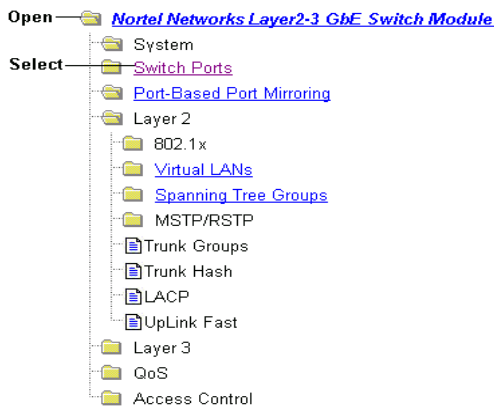 Open Nortel Networks Layer2-3 GbE Switch Module
System
Select Switch Ports
Port-Based Port Mirroring
Layer 2
802.1x
Virtual LANs
Spanning Tree Groups
MSTP/RSTP
Trunk Groups
Trunk Hash
LACP
UpLink Fast
Layer 3
QoS
Access Control